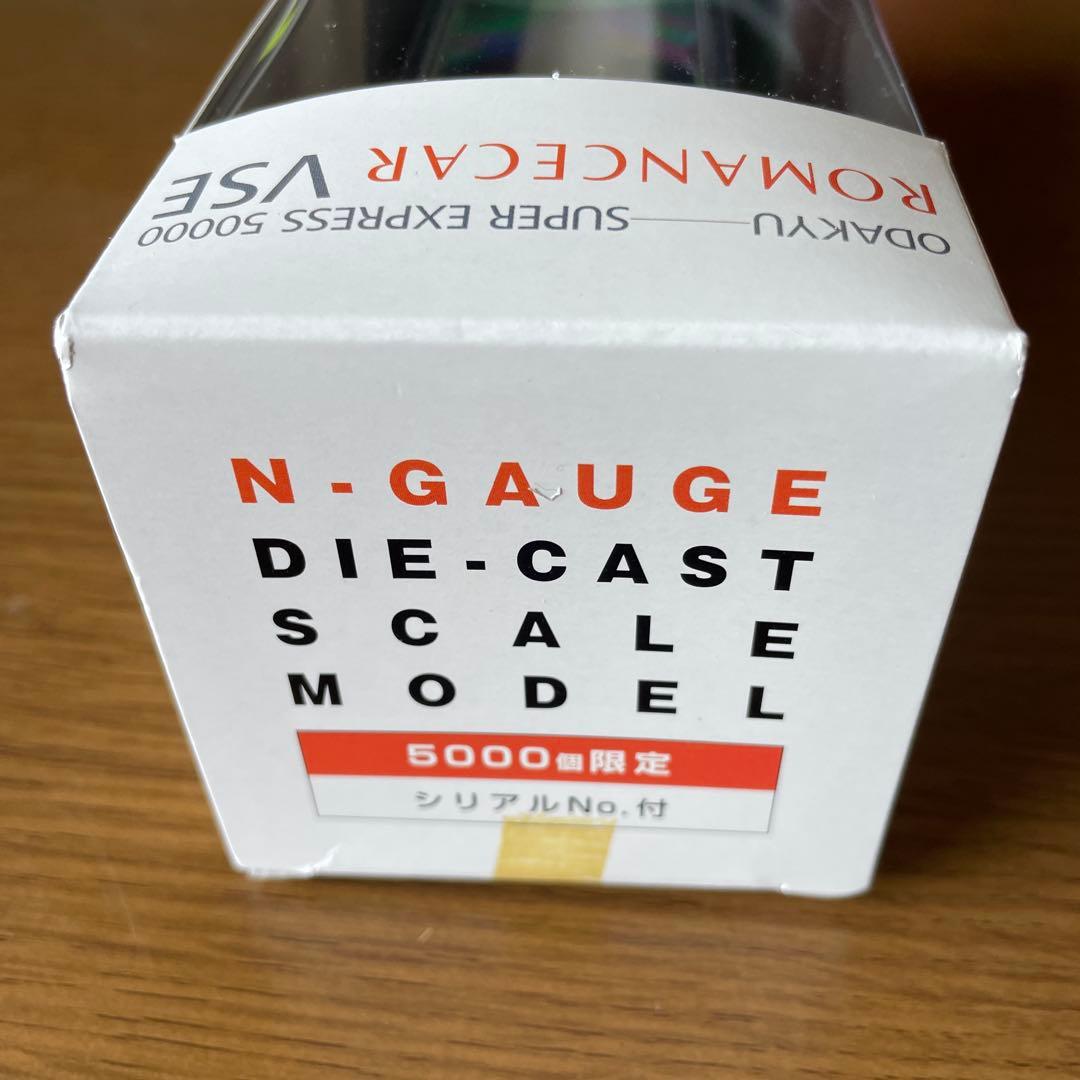 ODAKYU SUPER EXPRESS 50000
ROMANCECAR VSE
N-GAUGE
DIE-CAST
SCALE
MODEL
5000個限定
シリアルNo.付